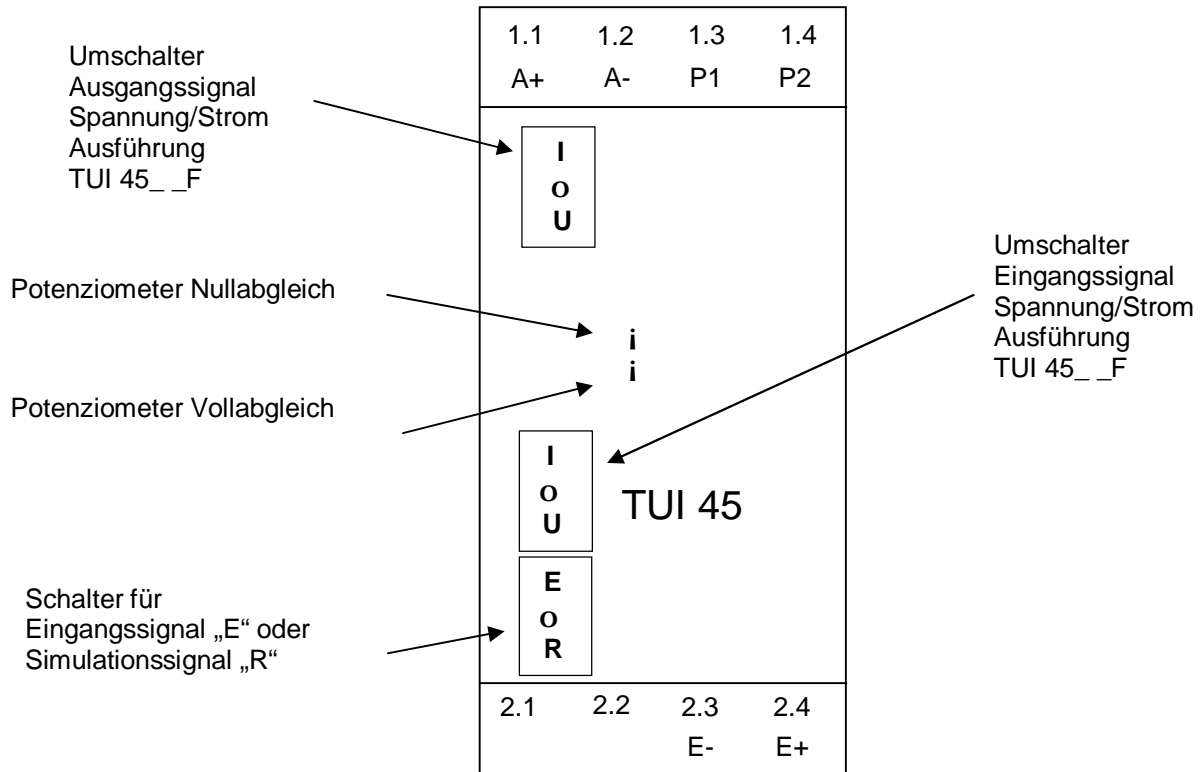 1.1 1.2 1.3 1.4
A+ A- P1 P2
Umschalter
Ausgangssignal
Spannung/Strom
Ausführung
TUI 45_ _F
I
O
U
Umschalter
Eingangssignal
Spannung/Strom
Ausführung
TUI 45_ _F
Potenziometer Nullabgleich
¡
¡
Potenziometer Vollabgleich
I
O
U
TUI 45
E
O
R
Schalter für
Eingangssignal „E“ oder
Simulationssignal „R“
2.1 2.2 2.3 2.4
E- E+